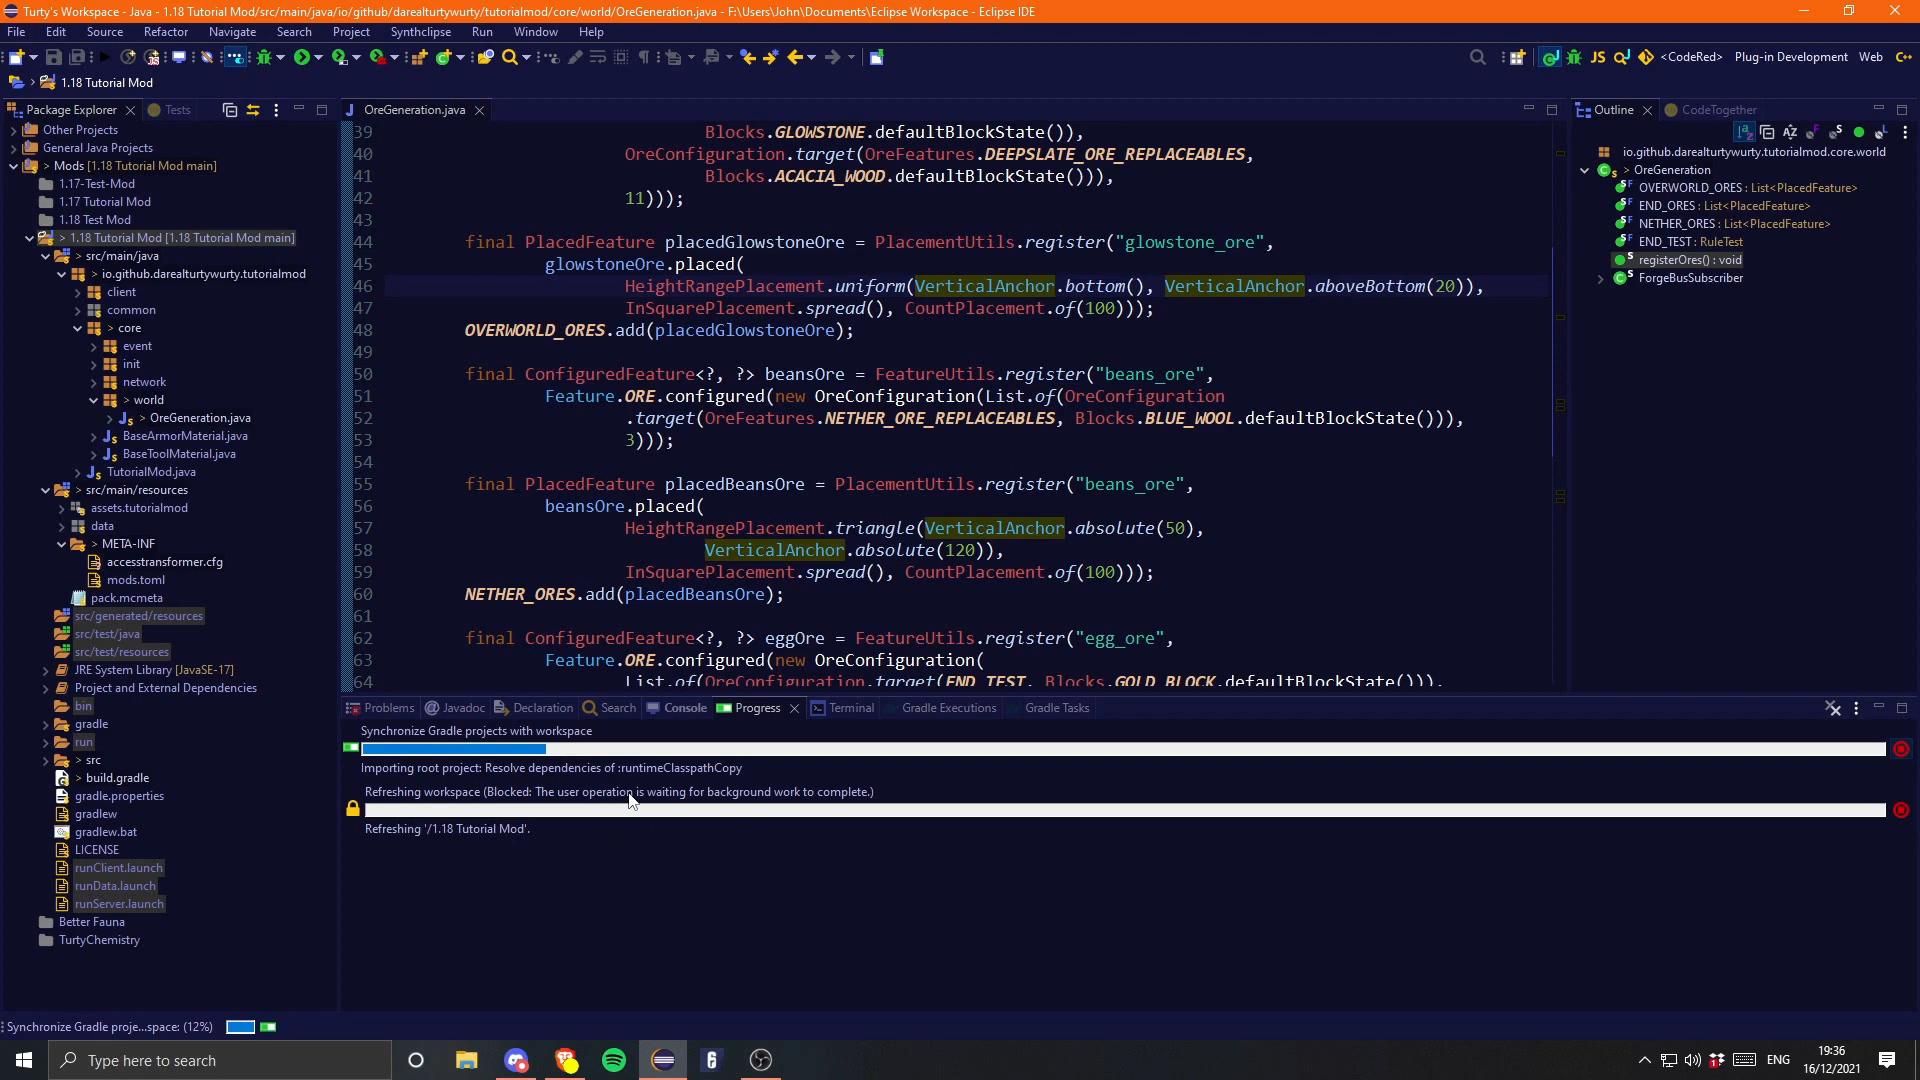 Turty's Workspace - Java - 1.18 Tutorial Mod/src/main/java/io/github/darealturtywurty/tutorialmod/core/world/OreGeneration.java - F:\Users\John\Documents\Eclipse Workspace - Eclipse IDE
File Edit Source Refactor Navigate Search Project Synthclipse Run Window Help
<CodeRed> Plug-in Development Web
1.18 Tutorial Mod
Package Explorer Tests
Other Projects
General Java Projects
> Mods [1.18 Tutorial Mod main]
1.17-Test-Mod
1.17 Tutorial Mod
1.18 Test Mod
> 1.18 Tutorial Mod [1.18 Tutorial Mod main]
> src/main/java
> io.github.darealturtywurty.tutorialmod
client
common
> core
event
init
network
> world
> OreGeneration.java
BaseArmorMaterial.java
BaseToolMaterial.java
TutorialMod.java
> src/main/resources
assets.tutorialmod
data
> META-INF
accesstransformer.cfg
mods.toml
pack.mcmeta
src/generated/resources
src/test/java
src/test/resources
JRE System Library [JavaSE-17]
Project and External Dependencies
bin
gradle
run
> src
> build.gradle
gradle.properties
gradlew
gradlew.bat
LICENSE
runClient.launch
runData.launch
runServer.launch
Better Fauna
TurtyChemistry
OreGeneration.java
39 Blocks.GLOWSTONE.defaultBlockState()),
40 OreConfiguration.target(OreFeatures.DEEPSLATE_ORE_REPLACEABLES,
41 Blocks.ACACIA_WOOD.defaultBlockState())),
42 11)));
43
44 final PlacedFeature placedGlowstoneOre = PlacementUtils.register("glowstone_ore",
45 glowstoneOre.placed(
46 HeightRangePlacement.uniform(VerticalAnchor.bottom(), VerticalAnchor.aboveBottom(20)),
47 InSquarePlacement.spread(), CountPlacement.of(100)));
48 OVERWORLD_ORES.add(placedGlowstoneOre);
49
50 final ConfiguredFeature<?, ?> beansOre = FeatureUtils.register("beans_ore",
51 Feature.ORE.configured(new OreConfiguration(List.of(OreConfiguration
52 .target(OreFeatures.NETHER_ORE_REPLACEABLES, Blocks.BLUE_WOOL.defaultBlockState())),
53 3)));
54
55 final PlacedFeature placedBeansOre = PlacementUtils.register("beans_ore",
56 beansOre.placed(
57 HeightRangePlacement.triangle(VerticalAnchor.absolute(50),
58 VerticalAnchor.absolute(120)),
59 InSquarePlacement.spread(), CountPlacement.of(100)));
60 NETHER_ORES.add(placedBeansOre);
61
62 final ConfiguredFeature<?, ?> eggOre = FeatureUtils.register("egg_ore",
63 Feature.ORE.configured(new OreConfiguration(
64 List.of(OreConfiguration.target(END_TEST, Blocks.GOLD_BLOCK.defaultBlockState())),
Outline CodeTogether
io.github.darealturtywurty.tutorialmod.core.world
> OreGeneration
OVERWORLD_ORES : List<PlacedFeature>
END_ORES : List<PlacedFeature>
NETHER_ORES : List<PlacedFeature>
END_TEST : RuleTest
registerOres() : void
ForgeBusSubscriber
Problems Javadoc Declaration Search Console Progress Terminal Gradle Executions Gradle Tasks
Synchronize Gradle projects with workspace
Importing root project: Resolve dependencies of :runtimeClasspathCopy
Refreshing workspace (Blocked: The user operation is waiting for background work to complete.)
Refreshing '/1.18 Tutorial Mod'.
Synchronize Gradle proje...space: (12%)
Type here to search
ENG
19:36
16/12/2021